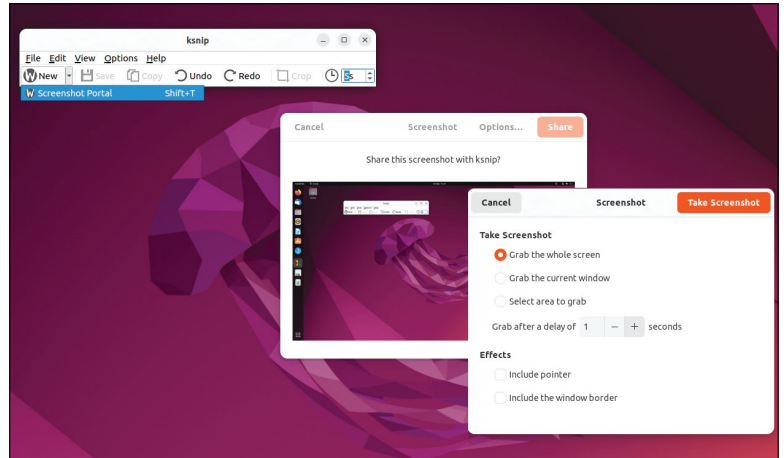 ksnip
File Edit View Options Help
New Save Copy Undo Redo Crop s
Screenshot Portal Shift+T
Cancel Screenshot Options... Share
Share this screenshot with ksnip?
Cancel Screenshot Take Screenshot
Take Screenshot
Grab the whole screen
Grab the current window
Select area to grab
Grab after a delay of 1 − + seconds
Effects
Include pointer
Include the window border